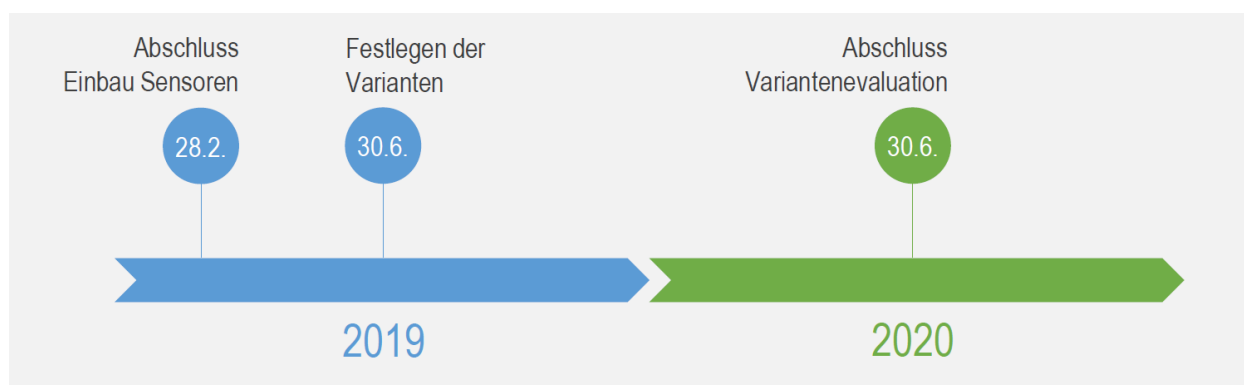 Abschluss
Einbau Sensoren
28.2.
Festlegen der
Varianten
30.6.
Abschluss
Variantenevaluation
30.6.
2019
2020